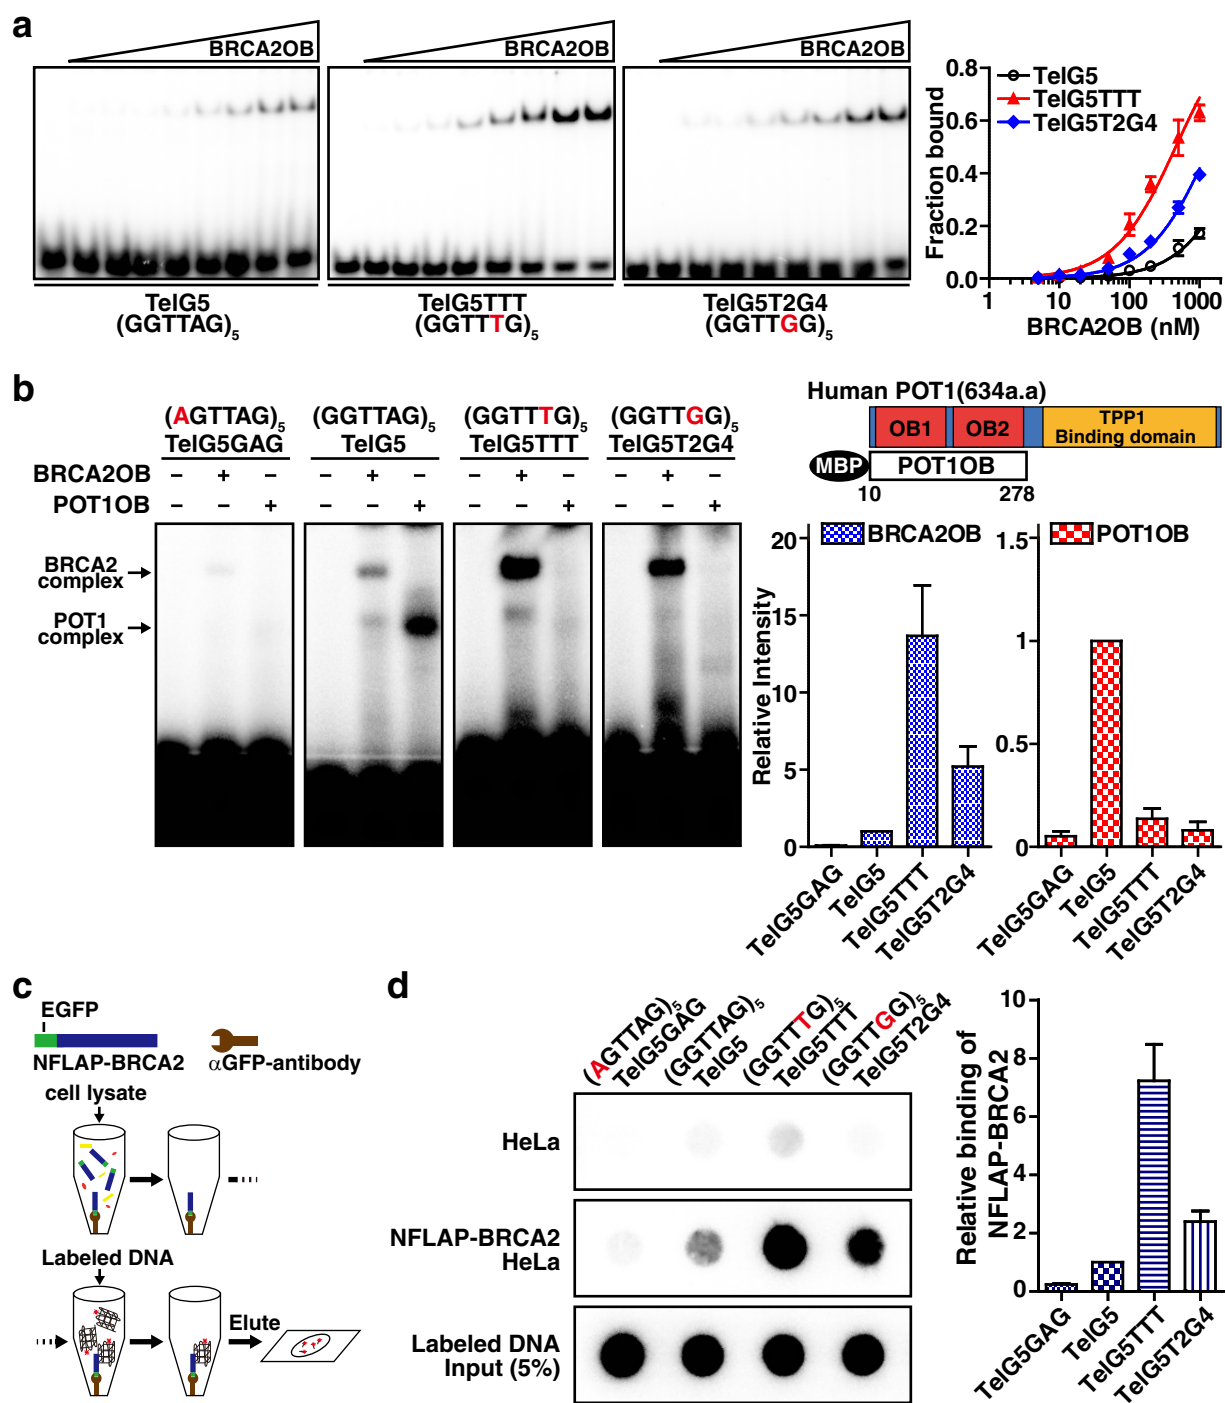 a
BRCA2OB
BRCA2OB
BRCA2OB
TelG5
(GGTTAG)5
TelG5TTT
(GGTTTG)5
TelG5T2G4
(GGTTGG)5
TelG5
TelG5TTT
TelG5T2G4
Fraction bound
0.8
0.6
0.4
0.2
0.0
1
10
100
1000
BRCA2OB (nM)
b
(AGTTAG)5
TelG5GAG
(GGTTAG)5
TelG5
(GGTTTG)5
TelG5TTT
(GGTTGG)5
TelG5T2G4
BRCA2OB – + – – + – – + – – + –
POT1OB – – + – – + – – + – – +
BRCA2
complex
POT1
complex
Human POT1(634a.a)
OB1
OB2
TPP1
Binding domain
MBP
POT1OB
10
278
Relative Intensity
BRCA2OB
20
15
10
5
0
TelG5GAG
TelG5
TelG5TTT
TelG5T2G4
POT1OB
1.5
1
0.5
0
TelG5GAG
TelG5
TelG5TTT
TelG5T2G4
c
EGFP
NFLAP-BRCA2
αGFP-antibody
cell lysate
Labeled DNA
Elute
d
(AGTTAG)5
TelG5GAG
(GGTTAG)5
TelG5
(GGTTTG)5
TelG5TTT
(GGTTGG)5
TelG5T2G4
HeLa
NFLAP-BRCA2
HeLa
Labeled DNA
Input (5%)
Relative binding of
NFLAP-BRCA2
10
8
6
4
2
0
TelG5GAG
TelG5
TelG5TTT
TelG5T2G4